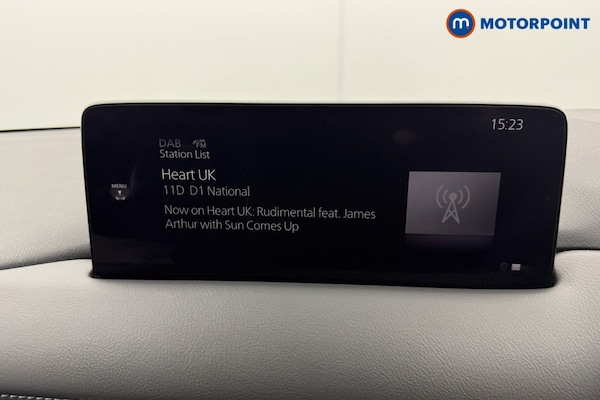 MOTORPOINT
15:23
DAB FM
Station List
Heart UK
MENU
11D D1 National
Now on Heart UK: Rudimental feat. James
Arthur with Sun Comes Up